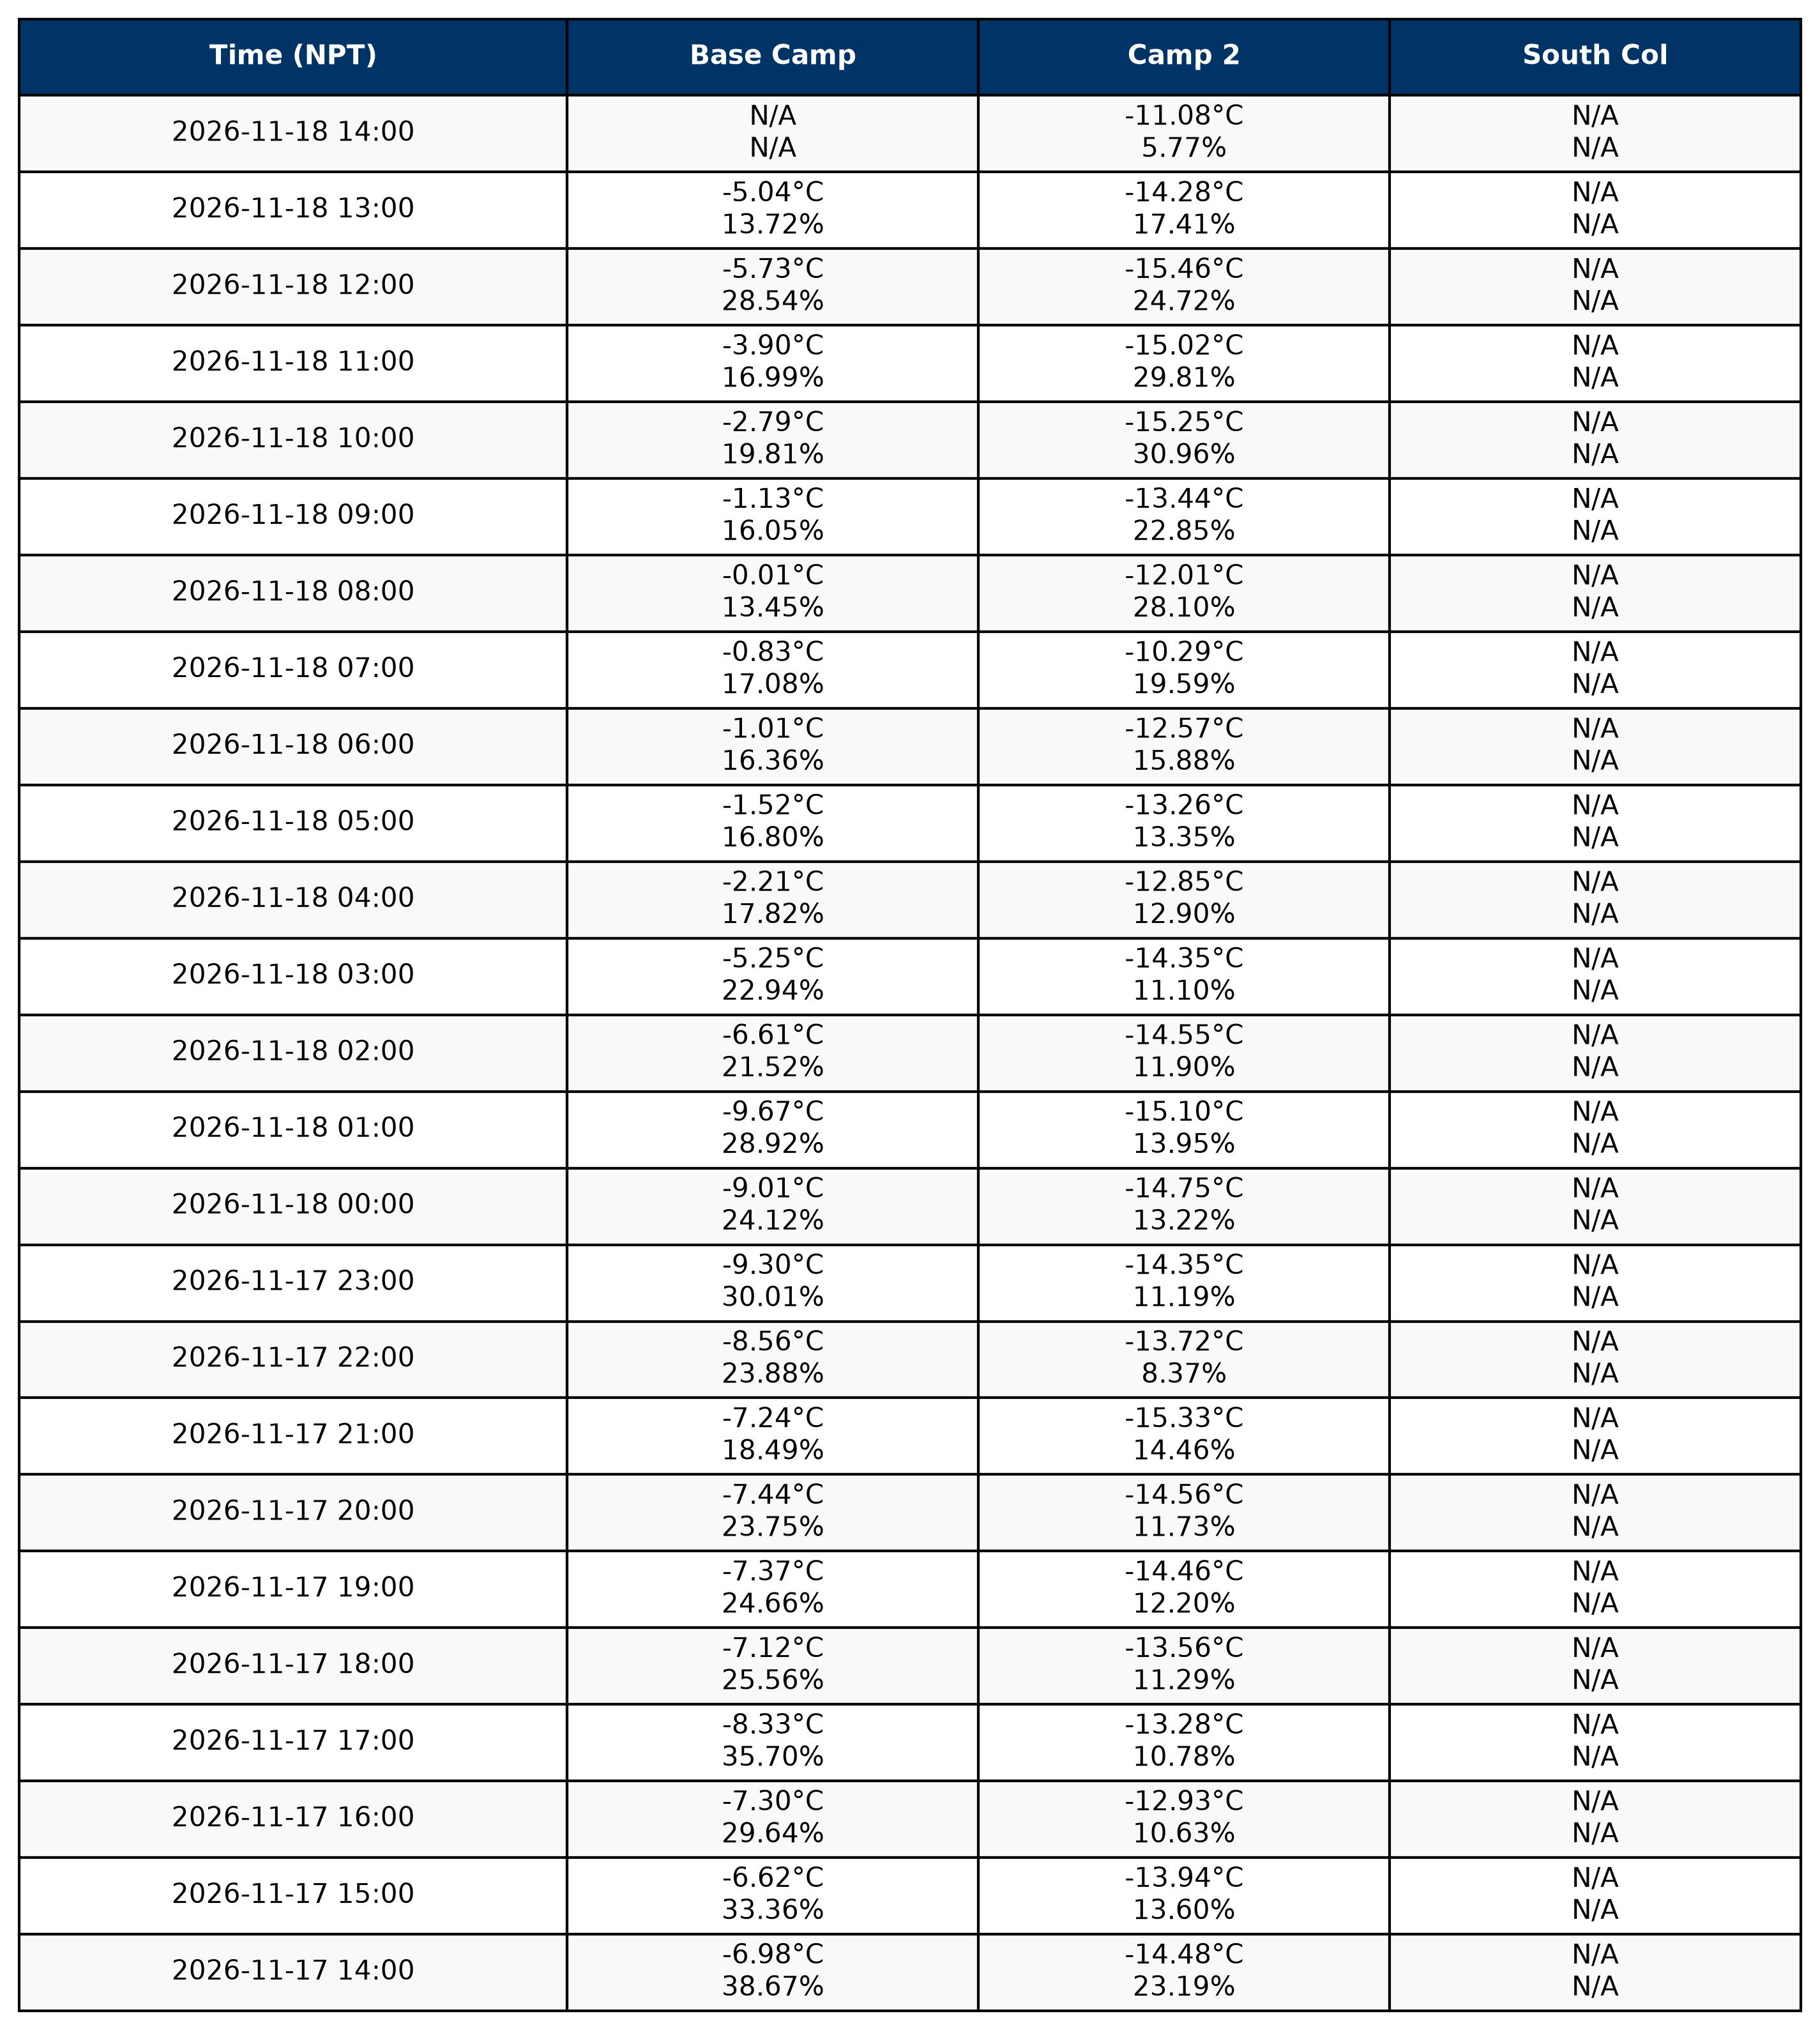 Time (NPT) Base Camp Camp 2 South Col
2026-11-18 14:00 N/A -11.08°C N/A
N/A 5.77% N/A
2026-11-18 13:00 -5.04°C -14.28°C N/A
13.72% 17.41% N/A
2026-11-18 12:00 -5.73°C -15.46°C N/A
28.54% 24.72% N/A
2026-11-18 11:00 -3.90°C -15.02°C N/A
16.99% 29.81% N/A
2026-11-18 10:00 -2.79°C -15.25°C N/A
19.81% 30.96% N/A
2026-11-18 09:00 -1.13°C -13.44°C N/A
16.05% 22.85% N/A
2026-11-18 08:00 -0.01°C -12.01°C N/A
13.45% 28.10% N/A
2026-11-18 07:00 -0.83°C -10.29°C N/A
17.08% 19.59% N/A
2026-11-18 06:00 -1.01°C -12.57°C N/A
16.36% 15.88% N/A
2026-11-18 05:00 -1.52°C -13.26°C N/A
16.80% 13.35% N/A
2026-11-18 04:00 -2.21°C -12.85°C N/A
17.82% 12.90% N/A
2026-11-18 03:00 -5.25°C -14.35°C N/A
22.94% 11.10% N/A
2026-11-18 02:00 -6.61°C -14.55°C N/A
21.52% 11.90% N/A
2026-11-18 01:00 -9.67°C -15.10°C N/A
28.92% 13.95% N/A
2026-11-18 00:00 -9.01°C -14.75°C N/A
24.12% 13.22% N/A
2026-11-17 23:00 -9.30°C -14.35°C N/A
30.01% 11.19% N/A
2026-11-17 22:00 -8.56°C -13.72°C N/A
23.88% 8.37% N/A
2026-11-17 21:00 -7.24°C -15.33°C N/A
18.49% 14.46% N/A
2026-11-17 20:00 -7.44°C -14.56°C N/A
23.75% 11.73% N/A
2026-11-17 19:00 -7.37°C -14.46°C N/A
24.66% 12.20% N/A
2026-11-17 18:00 -7.12°C -13.56°C N/A
25.56% 11.29% N/A
2026-11-17 17:00 -8.33°C -13.28°C N/A
35.70% 10.78% N/A
2026-11-17 16:00 -7.30°C -12.93°C N/A
29.64% 10.63% N/A
2026-11-17 15:00 -6.62°C -13.94°C N/A
33.36% 13.60% N/A
2026-11-17 14:00 -6.98°C -14.48°C N/A
38.67% 23.19% N/A